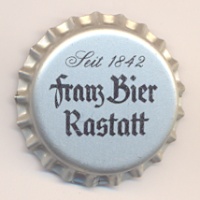 Seit 1842
Franz Bier
Rastatt